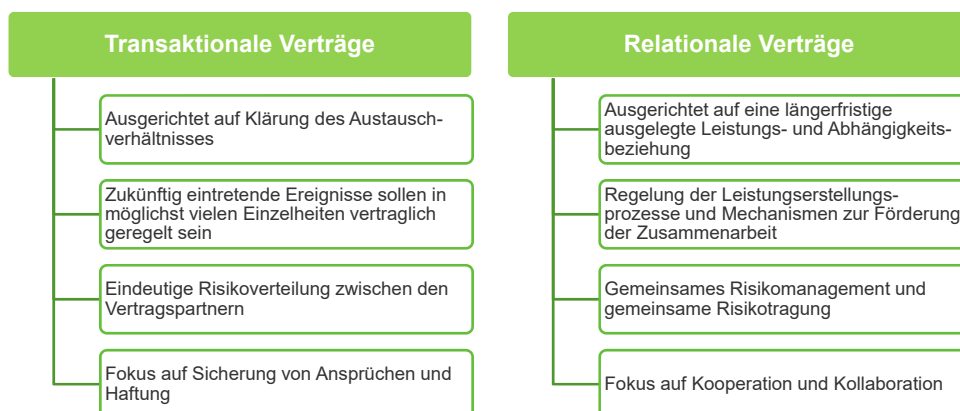 Transaktionale Verträge
Ausgerichtet auf Klärung des Austausch-
verhältnisses
Zukünftig eintretende Ereignisse sollen in
möglichst vielen Einzelheiten vertraglich
geregelt sein
Eindeutige Risikoverteilung zwischen den
Vertragspartnern
Fokus auf Sicherung von Ansprüchen und
Haftung
Relationale Verträge
Ausgerichtet auf eine längerfristige
ausgelegte Leistungs- und Abhängigkeits-
beziehung
Regelung der Leistungserstellungs-
prozesse und Mechanismen zur Förderung
der Zusammenarbeit
Gemeinsames Risikomanagement und
gemeinsame Risikotragung
Fokus auf Kooperation und Kollaboration